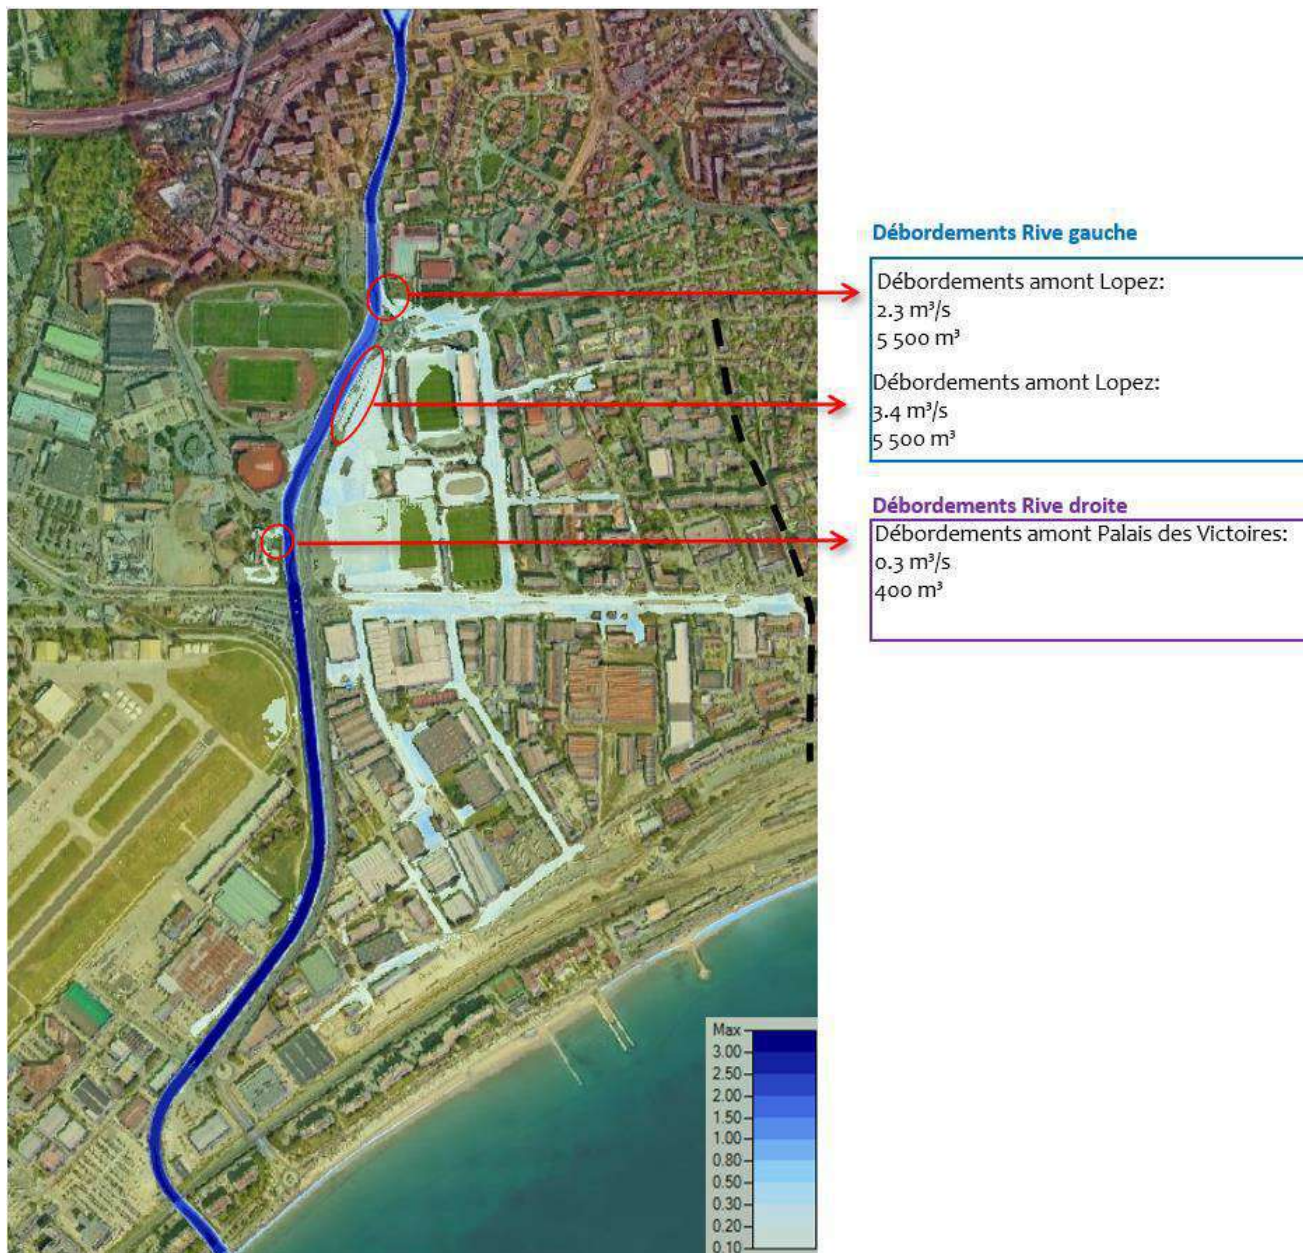 Débordements Rive gauche
Débordements amont Lopez:
2.3 m³/s
5 500 m³
Débordements amont Lopez:
3.4 m³/s
5 500 m³
Débordements Rive droite
Débordements amont Palais des Victoires:
0.3 m³/s
400 m³
Max
3.00
2.50
2.00
1.50
1.00
0.80
0.50
0.30
0.20
0.10